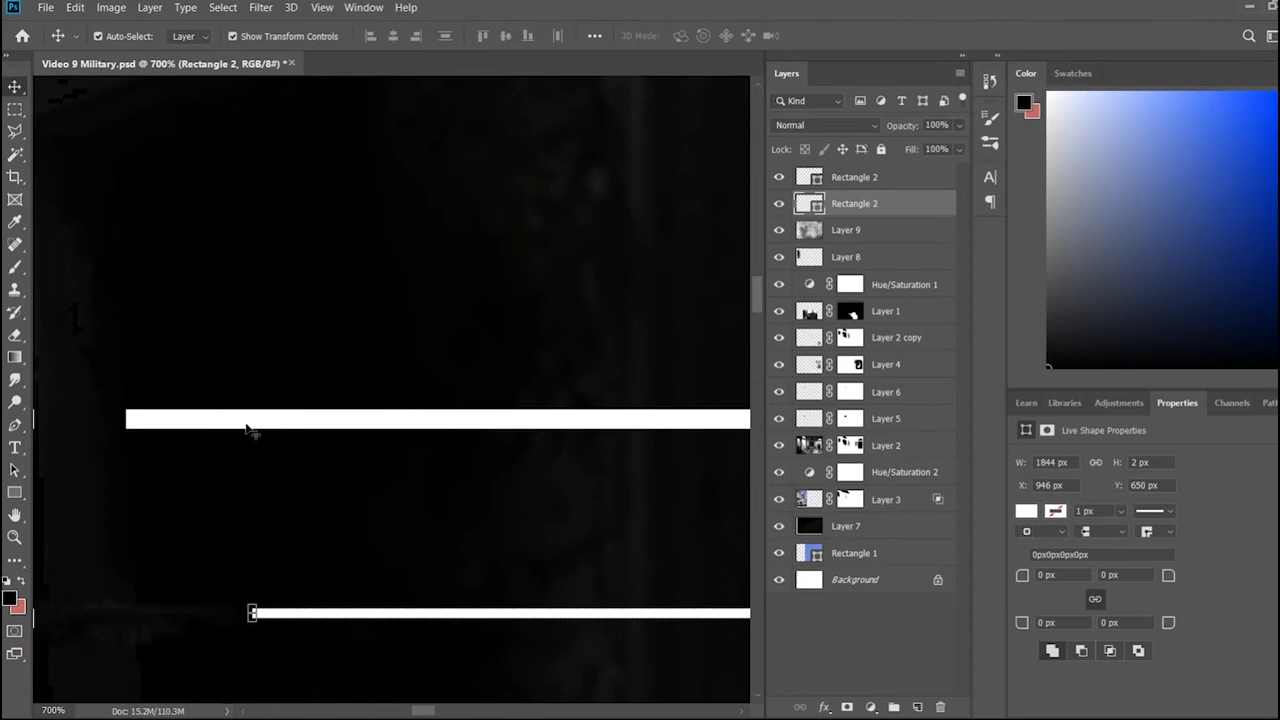 Ps File Edit Image Layer Type Select Filter 3D View Window Help
Auto-Select: Layer Show Transform Controls 3D Mode:
Video 9 Military.psd @ 700% (Rectangle 2, RGB/8#) *
Layers
Kind
Normal Opacity: 100%
Lock: Fill: 100%
Rectangle 2
Rectangle 2
Layer 9
Layer 8
Hue/Saturation 1
Layer 1
Layer 2 copy
Layer 4
Layer 6
Layer 5
Layer 2
Hue/Saturation 2
Layer 3
Layer 7
Rectangle 1
Background
Color Swatches
Learn Libraries Adjustments Properties Channels Pat
Live Shape Properties
W: 1844 px H: 2 px
X: 946 px Y: 650 px
1 px
0px0px0px0px
0 px 0 px
0 px 0 px
700% Doc: 15.2M/110.3M